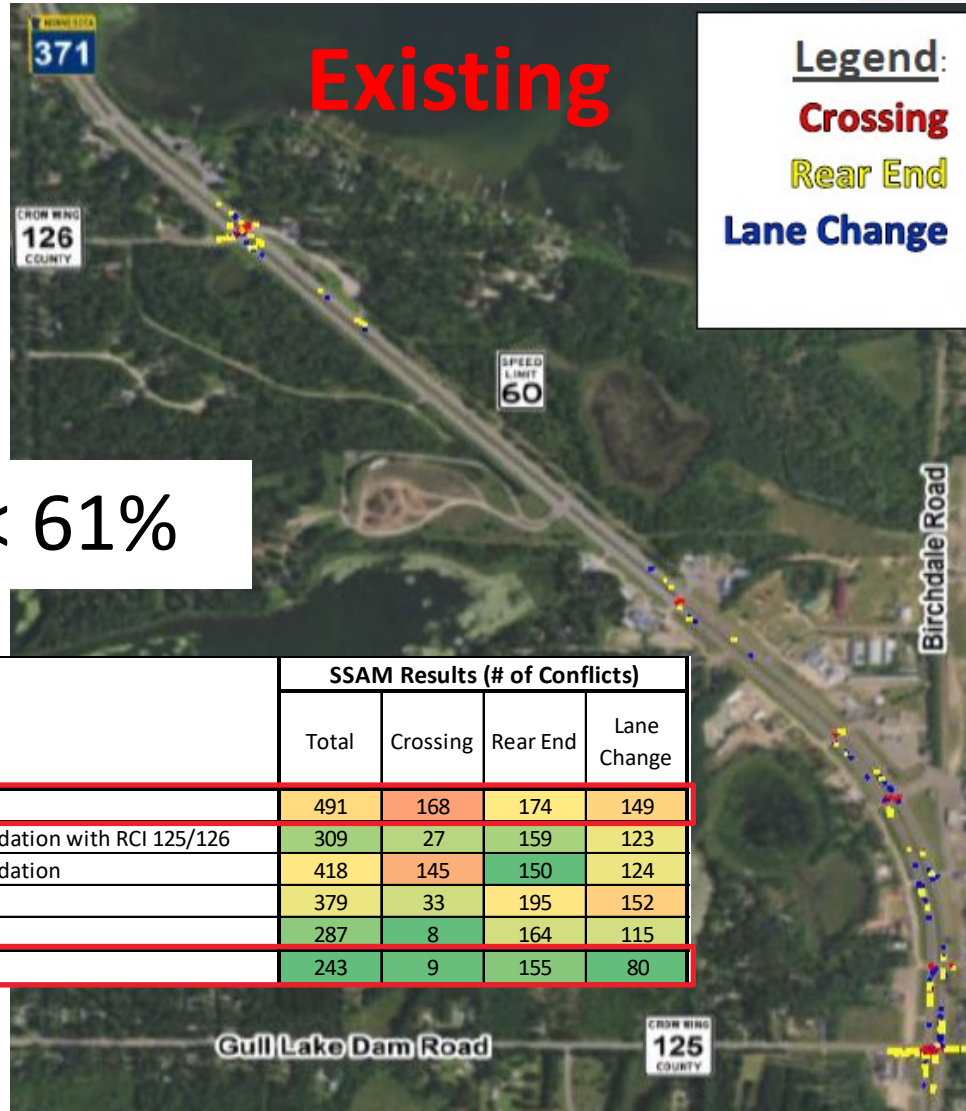 MINNESOTA
371
Existing
Legend:
Crossing
Rear End
Lane Change
CROW WING
126
COUNTY
SPEED
LIMIT
60
< 61%
Birchdale Road
SSAM Results (# of Conflicts)
Total Crossing Rear End Lane
Change
491 168 174 149
dation with RCI 125/126 309 27 159 123
dation 418 145 150 124
379 33 195 152
287 8 164 115
243 9 155 80
Gull Lake Dam Road
CROW WING
125
COUNTY